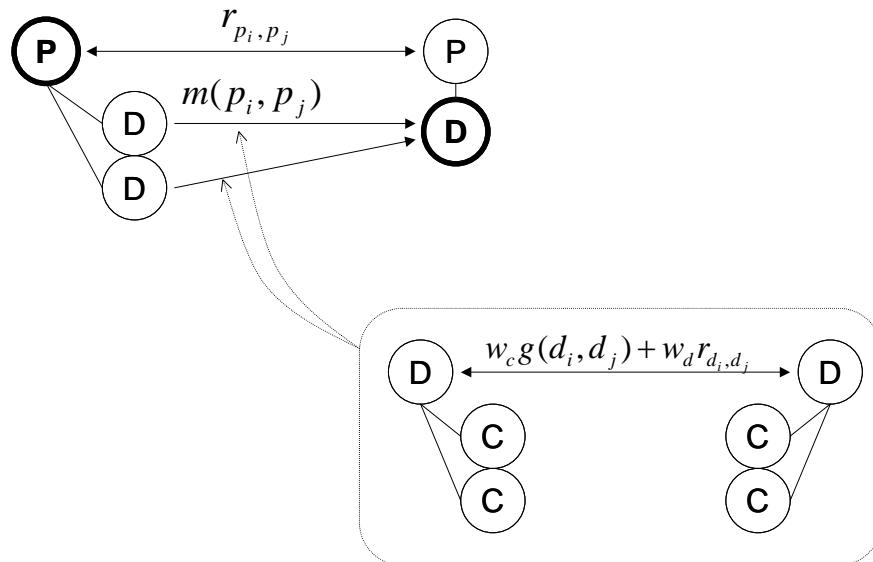 r_{p_i, p_j}
P P
m(p_i, p_j)
D D
D
w_c g(d_i, d_j) + w_d r_{d_i, d_j}
D D
C C
C C